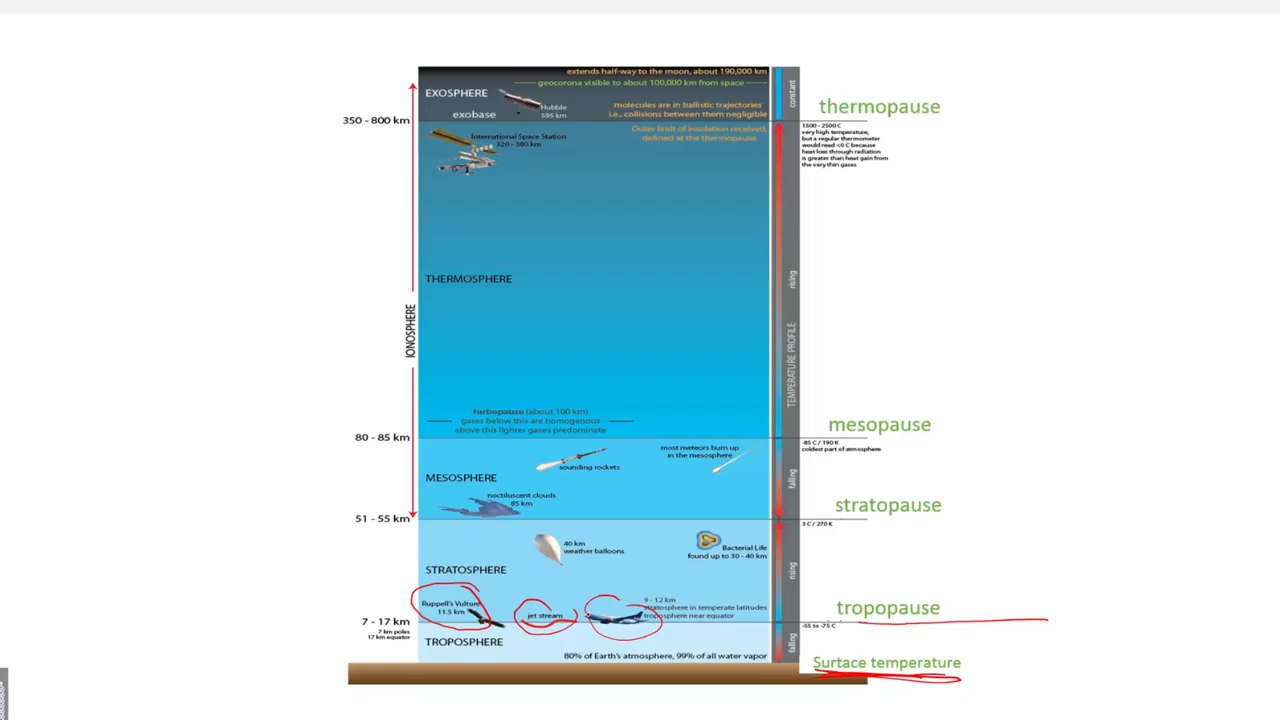 extends half-way to the moon, about 190,000 km
geocorona visible to about 100,000 km from space
EXOSPHERE
constant
Hubble
595 km
molecules are in ballistic trajectories
i.e., collisions between them negligible
thermopause
exobase
350 - 800 km
Outer limit of insolation received,
defined at the thermopause
International Space Station
320 - 380 km
1500 - 2500 C
very high temperature,
but a regular thermometer
would read <0 C because
heat loss through radiation
is greater than heat gain from
the very thin gases
THERMOSPHERE
rising
IONOSPHERE
TEMPERATURE PROFILE
turbopause (about 100 km)
gases below this are homogenous
above this lighter gases predominate
mesopause
80 - 85 km
-85 C / 190 K
coldest part of atmosphere
most meteors burn up
in the mesosphere
sounding rockets
MESOSPHERE
falling
noctiluscent clouds
85 km
stratopause
51 - 55 km
3 C / 270 K
40 km
weather balloons
Bacterial Life
found up to 30 - 40 km
STRATOSPHERE
rising
Ruppell's Vulture
11.5 km
jet stream
9 - 12 km
stratosphere in temperate latitudes
troposphere near equator
tropopause
7 - 17 km
7 km poles
17 km equator
-55 to -75 C
TROPOSPHERE
falling
80% of Earth's atmosphere, 99% of all water vapor
Surtace temperature